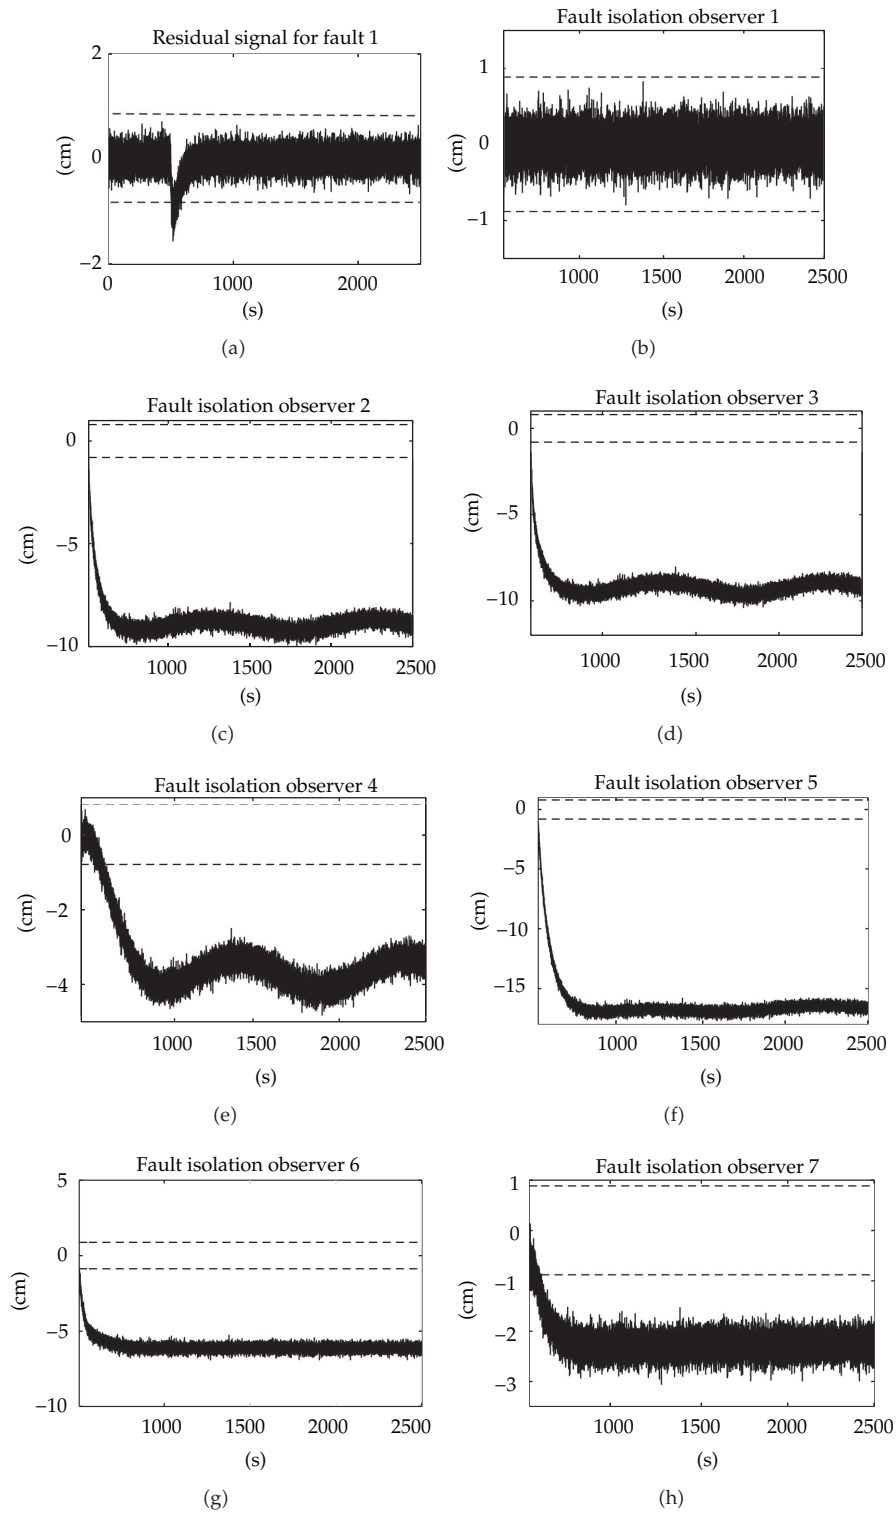 Residual signal for fault 1
2
0
−2
(cm)
0 1000 2000
(s)
(a)
Fault isolation observer 1
1
0
−1
(cm)
1000 1500 2000 2500
(s)
(b)
Fault isolation observer 2
0
−5
−10
(cm)
1000 1500 2000 2500
(s)
(c)
Fault isolation observer 3
0
−5
−10
(cm)
1000 1500 2000 2500
(s)
(d)
Fault isolation observer 4
0
−2
−4
(cm)
1000 1500 2000 2500
(s)
(e)
Fault isolation observer 5
0
−5
−10
−15
(cm)
1000 1500 2000 2500
(s)
(f)
Fault isolation observer 6
5
0
−5
−10
(cm)
1000 1500 2000 2500
(s)
(g)
Fault isolation observer 7
1
0
−1
−2
−3
(cm)
1000 1500 2000 2500
(s)
(h)